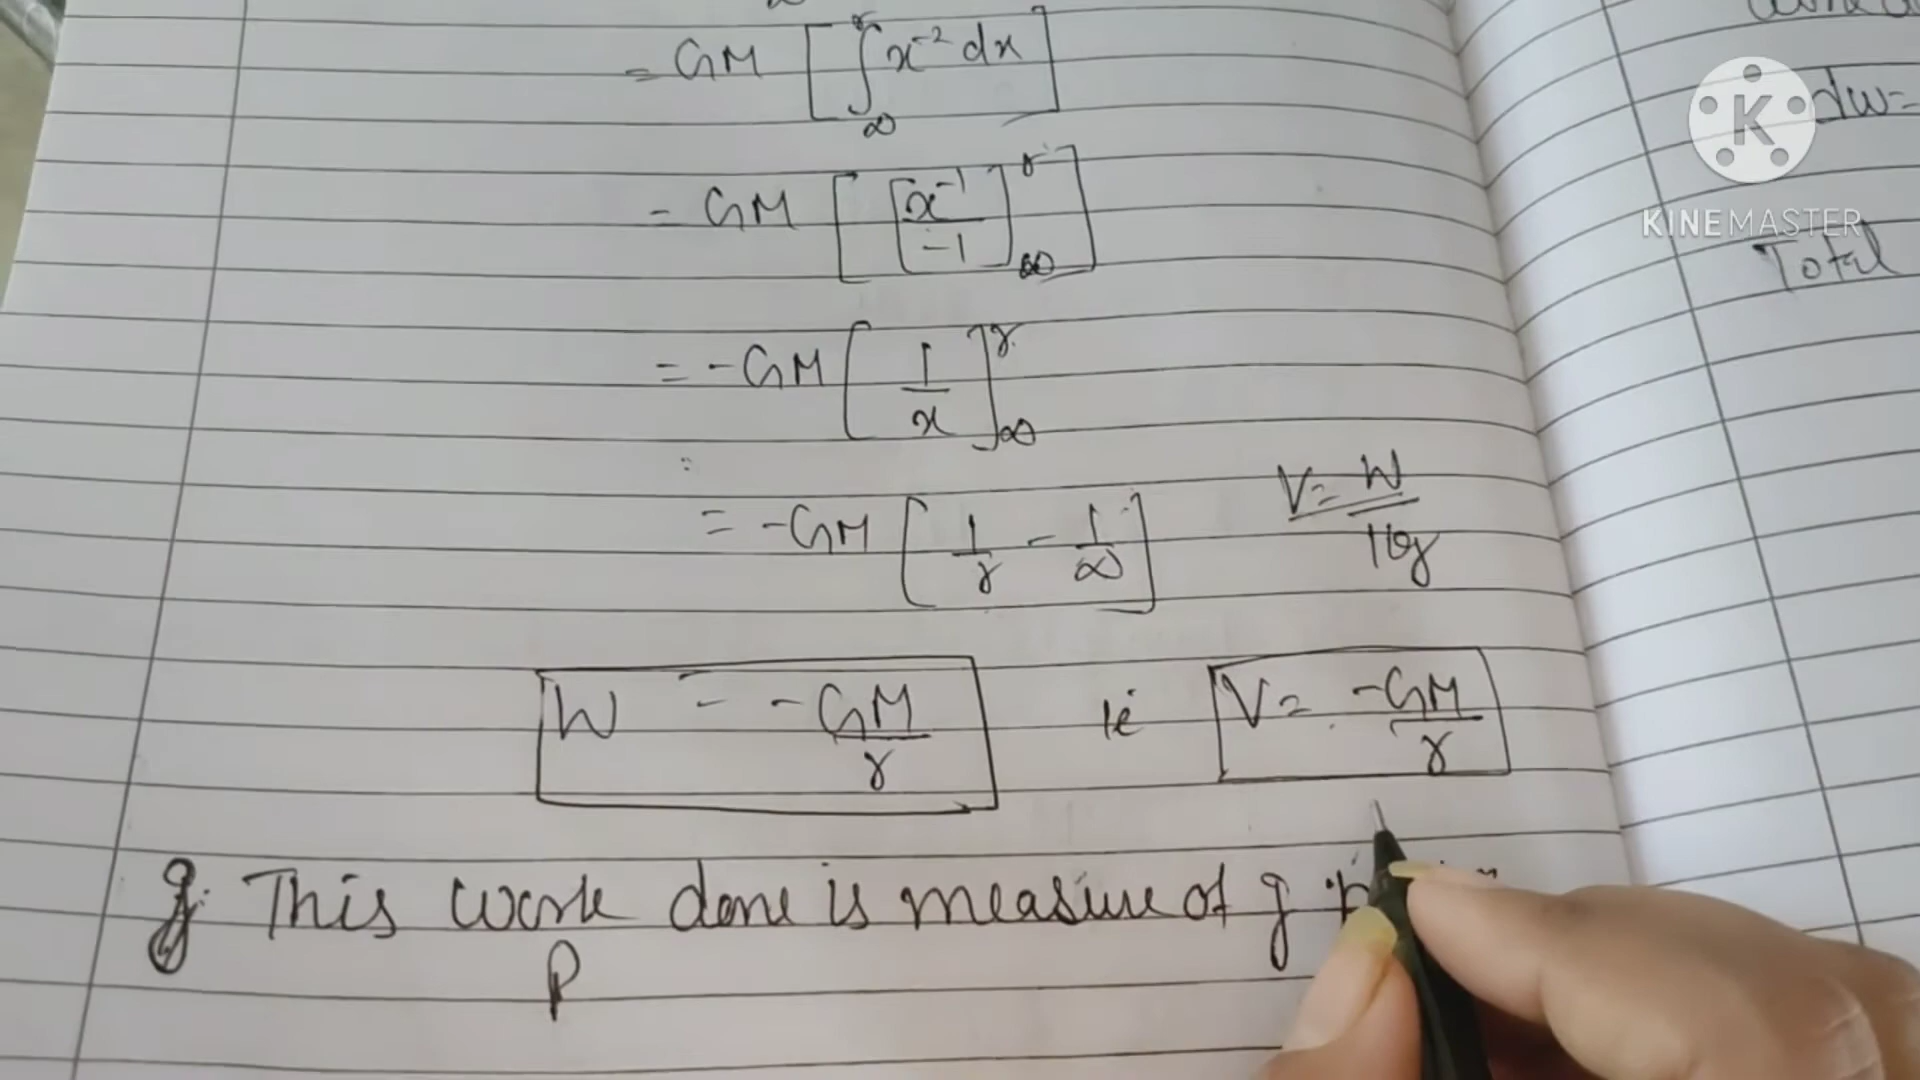 = GM [ ∫_∞^r x⁻² dx ]
= GM [ [ x⁻¹ / -1 ]_∞^r ]
= -GM [ 1/x ]_∞^r
= -GM [ 1/r - 1/∞ ]
V = W / 1kg
W = -GM/r ie V = -GM/r
g. This work done is measure of g
P
dw=
Total
KINEMASTER